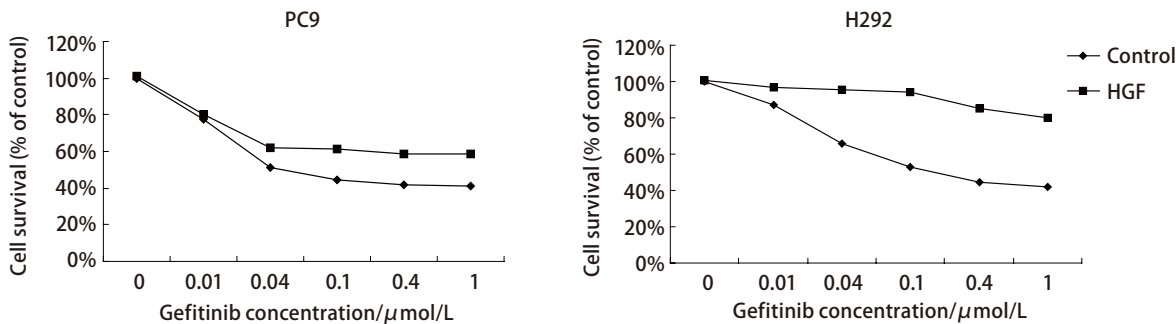 PC9
Cell survival (% of control)
120%
100%
80%
60%
40%
20%
0%
0 0.01 0.04 0.1 0.4 1
Gefitinib concentration/μmol/L
H292
Cell survival (% of control)
120%
100%
80%
60%
40%
20%
0%
0 0.01 0.04 0.1 0.4 1
Gefitinib concentration/μmol/L
Control
HGF